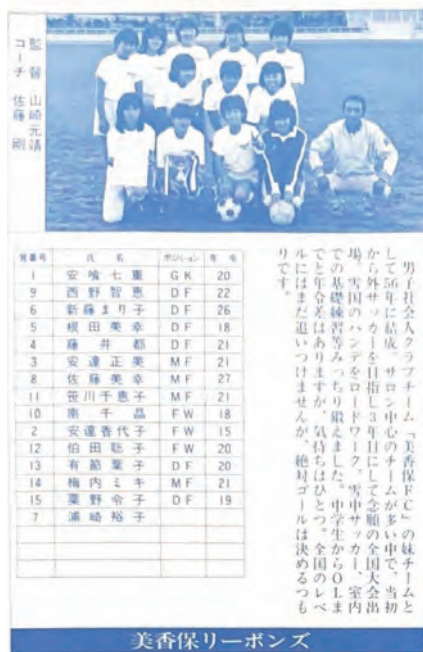 監督　山崎元靖
コーチ　佐藤　剛
男子社会人クラブチーム「美香保FC」の妹チームと
して56年に結成。サロン中心のチームが多い中で、当初
から外サッカーを目指し3年目にして念願の全国大会出
場。雪国のハンデをロードワーク、雪中サッカー、室内
での基礎練習等みっちり鍛えました。中学生からOLま
でと年令差はありますが、気持ちはひとつ。全国のレベ
ルにはまだ追いつけませんが、絶対ゴールは決めるつも
りです。
背番号 氏名 ポジション 年令
1 安喰七重 GK 20
9 西野智恵 DF 22
6 新藤まり子 DF 26
5 根田美幸 DF 18
4 藤井都 DF 21
3 安達正美 MF 21
8 佐藤美幸 MF 27
11 笹川千恵子 MF 21
10 南千晶 FW 18
2 安達香代子 FW 15
12 伯田聡子 FW 20
13 有節葉子 DF 20
14 梅内ミキ MF 21
15 粟野令子 DF 19
7 浦崎裕子
美香保リーボンズ